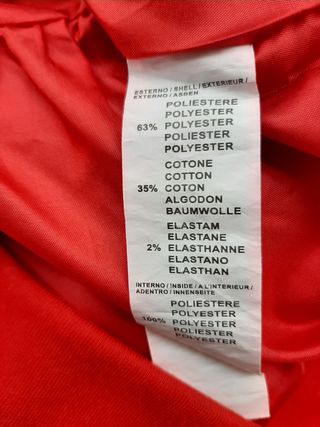 ESTERNO / SHELL / EXTERIEUR /
EXTERNO / ASBEN
POLIESTERE
POLYESTER
63% POLYESTER
POLIESTER
POLYESTER
COTONE
COTTON
35% COTON
ALGODON
BAUMWOLLE
ELASTAM
ELASTANE
2% ELASTHANNE
ELASTANO
ELASTHAN
INTERNO / INSIDE / A L'INTERIEUR /
ADENTRO / INNENSEITE
POLIESTERE
POLYESTER
100% POLYESTER
POLIESTER
POLYESTER